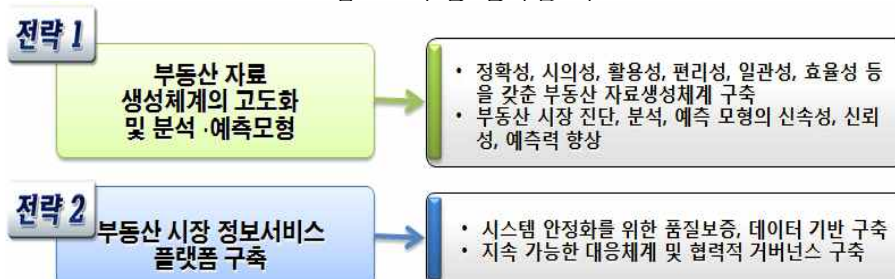 전략 1
부동산 자료
생성체계의 고도화
및 분석·예측모형
• 정확성, 시의성, 활용성, 편리성, 일관성, 효율성 등
을 갖춘 부동산 자료생성체계 구축
• 부동산 시장 진단, 분석, 예측 모형의 신속성, 신뢰
성, 예측력 향상
전략 2
부동산 시장 정보서비스
플랫폼 구축
• 시스템 안정화를 위한 품질보증, 데이터 기반 구축
• 지속 가능한 대응체계 및 협력적 거버넌스 구축